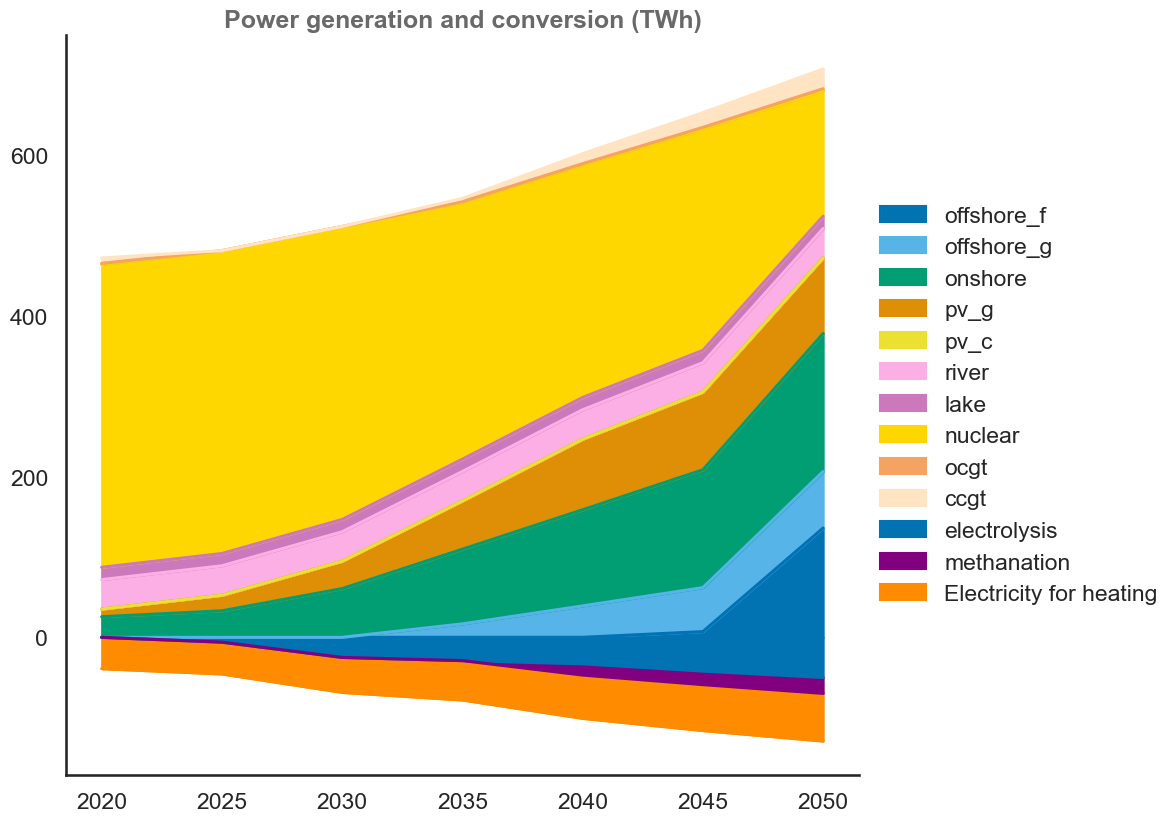 Power generation and conversion (TWh)
600
400
200
0
2020 2025 2030 2035 2040 2045 2050
offshore_f
offshore_g
onshore
pv_g
pv_c
river
lake
nuclear
ocgt
ccgt
electrolysis
methanation
Electricity for heating